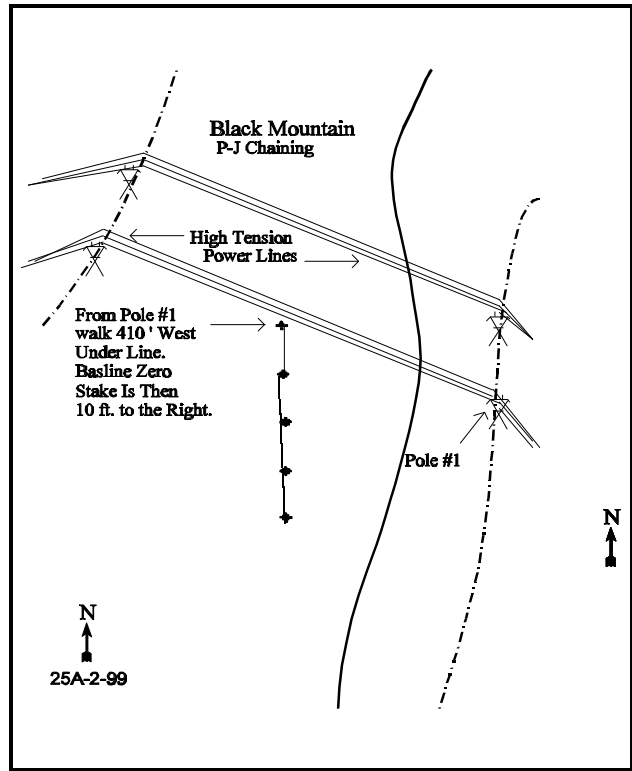 Black Mountain
P-J Chaining
High Tension
Power Lines
From Pole #1
walk 410 ' West
Under Line.
Basline Zero
Stake Is Then
10 ft. to the Right.
Pole #1
N
N
25A-2-99